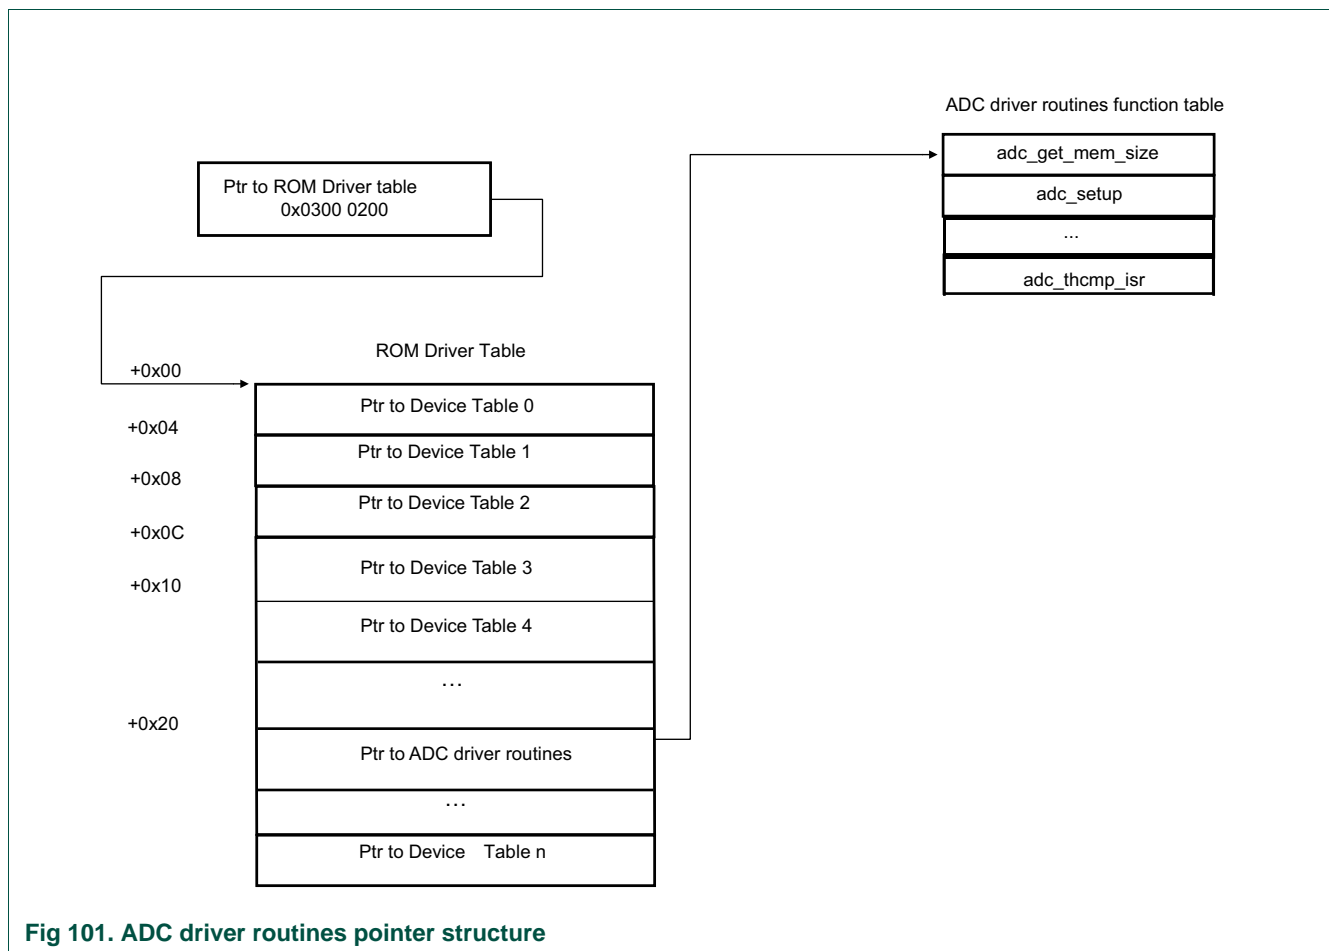 ADC driver routines function table
adc_get_mem_size
adc_setup
...
adc_thcmp_isr
Ptr to ROM Driver table
0x0300 0200
ROM Driver Table
+0x00
Ptr to Device Table 0
+0x04
Ptr to Device Table 1
+0x08
Ptr to Device Table 2
+0x0C
Ptr to Device Table 3
+0x10
Ptr to Device Table 4
…
+0x20
Ptr to ADC driver routines
…
Ptr to Device Table n
Fig 101. ADC driver routines pointer structure